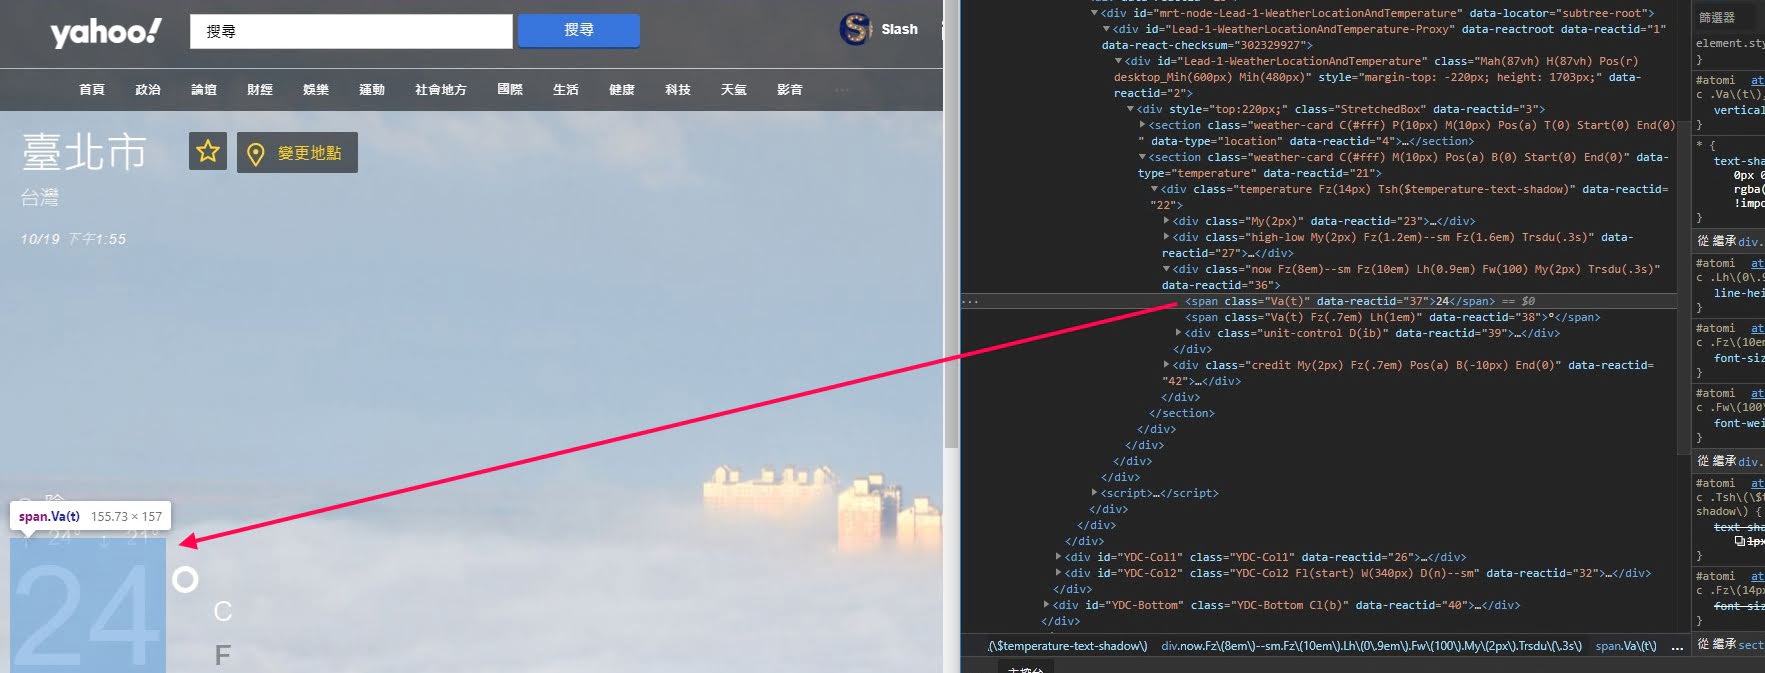 yahoo!
搜尋
搜尋
Slash
首頁 政治 論壇 財經 娛樂 運動 社會地方 國際 生活 健康 科技 天氣 影音 ...
臺北市
變更地點
台灣
10/19 下午1:55
span.Va(t) 155.73 × 157
24
C
F
<div id="mrt-node-Lead-1-WeatherLocationAndTemperature" data-locator="subtree-root">
<div id="Lead-1-WeatherLocationAndTemperature-Proxy" data-reactroot data-reactid="1"
data-react-checksum="302329927">
<div id="Lead-1-WeatherLocationAndTemperature" class="Mah(87vh) H(87vh) Pos(r)
desktop_Mih(600px) Mih(480px)" style="margin-top: -220px; height: 1703px;" data-
reactid="2">
<div style="top:220px;" class="StretchedBox" data-reactid="3">
<section class="weather-card C(#fff) P(10px) M(10px) Pos(a) T(0) Start(0) End(0)
" data-type="location" data-reactid="4">…</section>
<section class="weather-card C(#fff) M(10px) Pos(a) B(0) Start(0) End(0)" data-
type="temperature" data-reactid="21">
<div class="temperature Fz(14px) Tsh($temperature-text-shadow)" data-reactid=
"22">
<div class="My(2px)" data-reactid="23">…</div>
<div class="high-low My(2px) Fz(1.2em)--sm Fz(1.6em) Trsdu(.3s)" data-
reactid="27">…</div>
<div class="now Fz(8em)--sm Fz(10em) Lh(0.9em) Fw(100) My(2px) Trsdu(.3s)"
data-reactid="36">
<span class="Va(t)" data-reactid="37">24</span> == $0
<span class="Va(t) Fz(.7em) Lh(1em)" data-reactid="38">°</span>
<div class="unit-control D(ib)" data-reactid="39">…</div>
</div>
<div class="credit My(2px) Fz(.7em) Pos(a) B(-10px) End(0)" data-reactid=
"42">…</div>
</div>
</section>
</div>
</div>
</div>
</div>
<script>…</script>
</div>
</div>
</div>
<div id="YDC-Col1" class="YDC-Col1" data-reactid="26">…</div>
<div id="YDC-Col2" class="YDC-Col2 Fl(start) W(340px) D(n)--sm" data-reactid="32">…</div>
</div>
<div id="YDC-Bottom" class="YDC-Bottom Cl(b)" data-reactid="40">…</div>
</div>
(\$temperature-text-shadow\) div.now.Fz\(8em\)--sm.Fz\(10em\).Lh\(0\.9em\).Fw\(100\).My\(2px\).Trsdu\(\.3s\) span.Va\(t\) ...
主控台
篩選器
element.sty
}
#atomi at
c .Va\(t\),
vertical
}
* {
text-sha
0px 0
rgba(
!impo
}
從 繼承 div.
#atomi at
c .Lh\(0\.9
line-hei
}
#atomi at
c .Fz\(10em
font-siz
}
#atomi at
c .Fw\(100\
font-wei
}
從 繼承 div.
#atomi at
c .Tsh\(\$t
shadow\) {
text-sha
1px
}
#atomi at
c .Fz\(14px
font-siz
}
從 繼承 sect